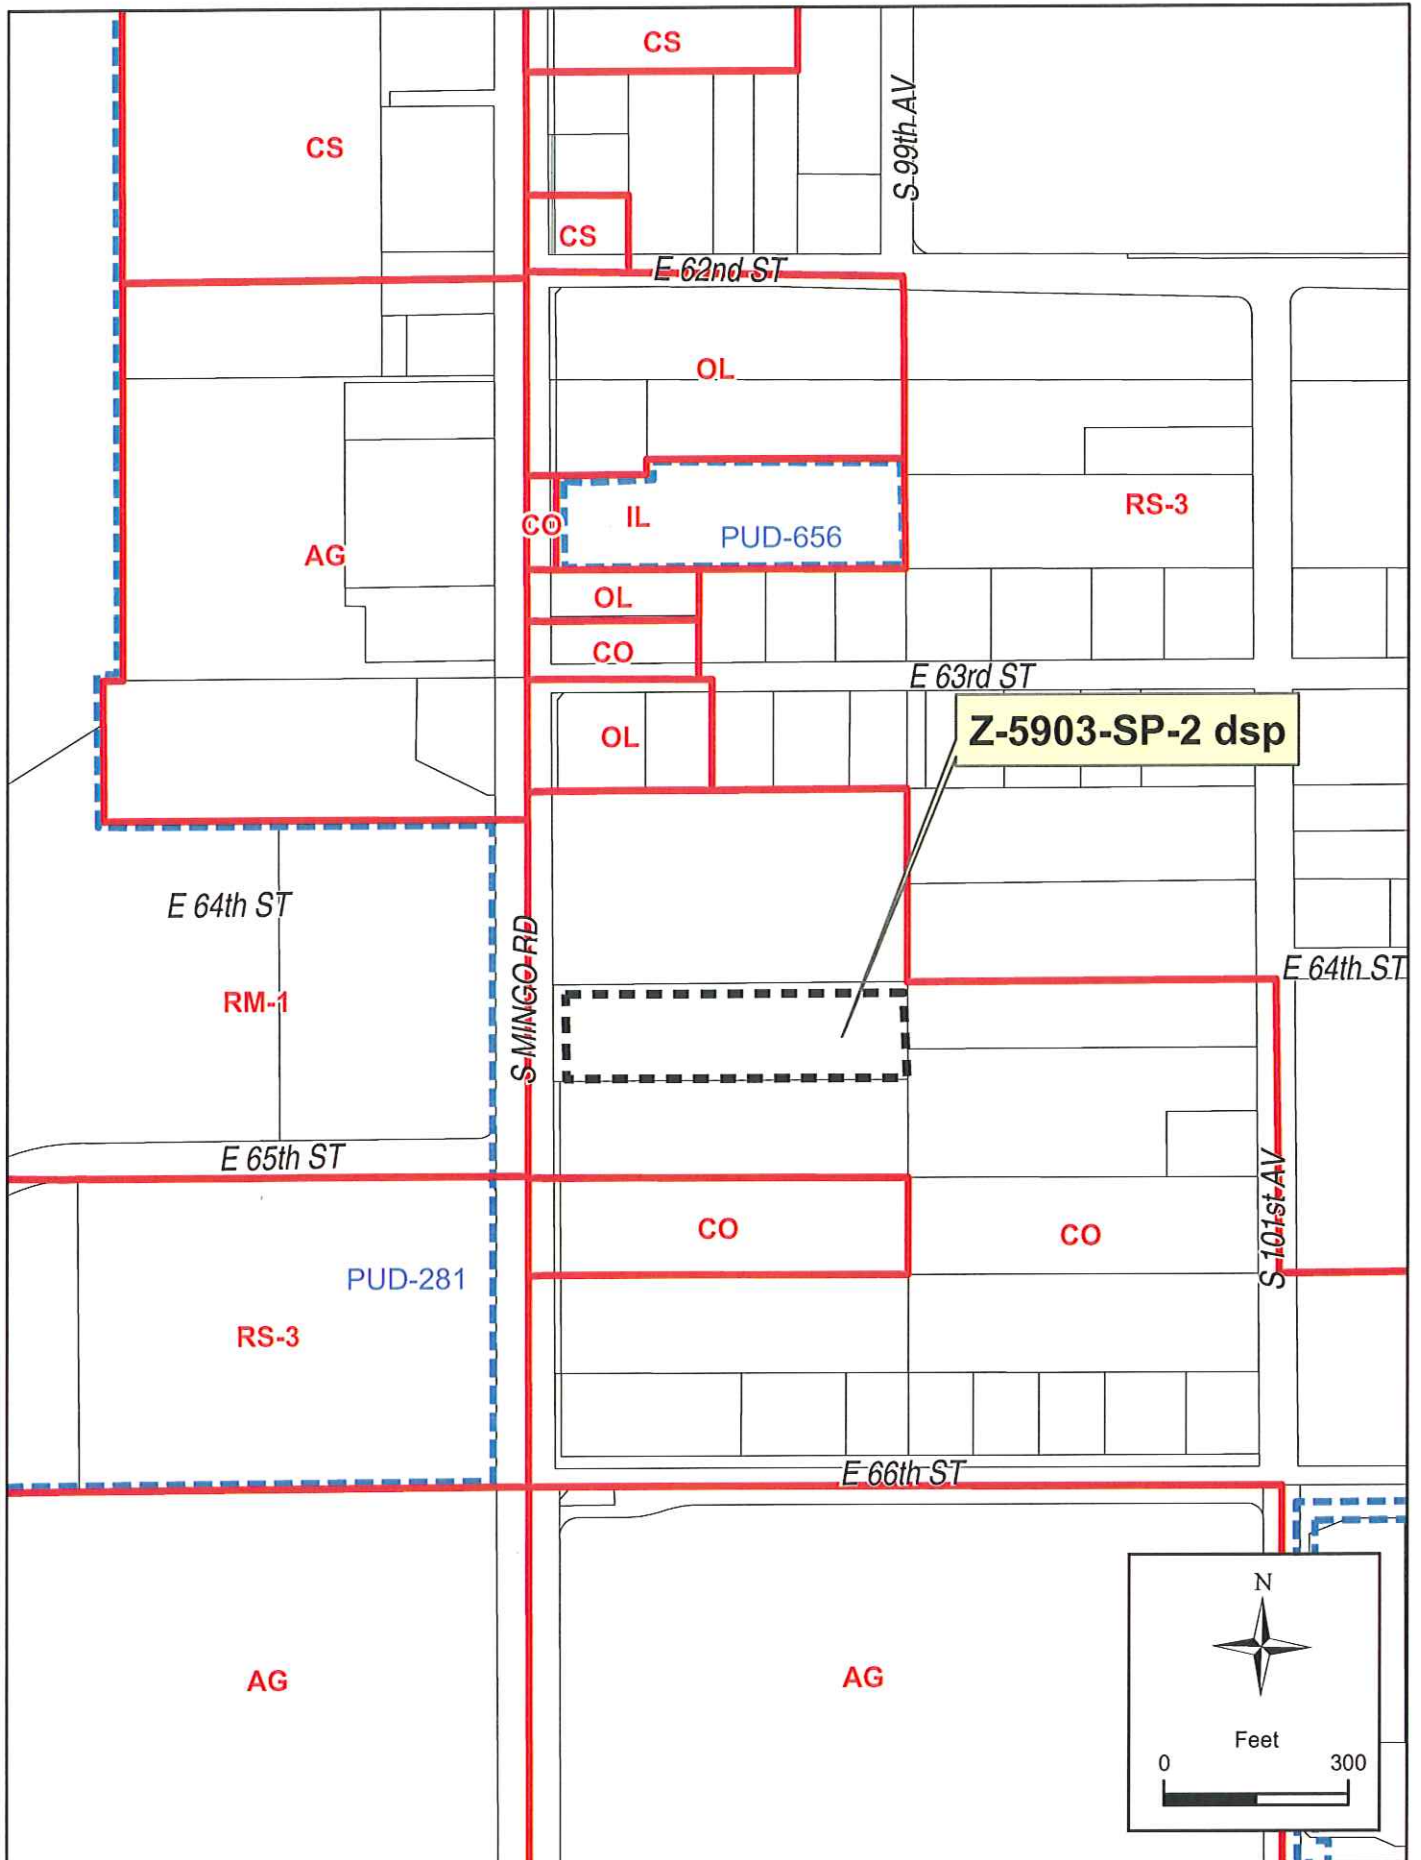 CS
S 99th AV
CS
CS
E 62nd ST
OL
CO
IL
PUD-656
RS-3
AG
OL
CO
E 63rd ST
OL
Z-5903-SP-2 dsp
E 64th ST
S MINGO RD
E 64th ST
RM-1
E 65th ST
S 101st AV
CO
CO
PUD-281
RS-3
E 66th ST
AG
AG
N
Feet
0 300